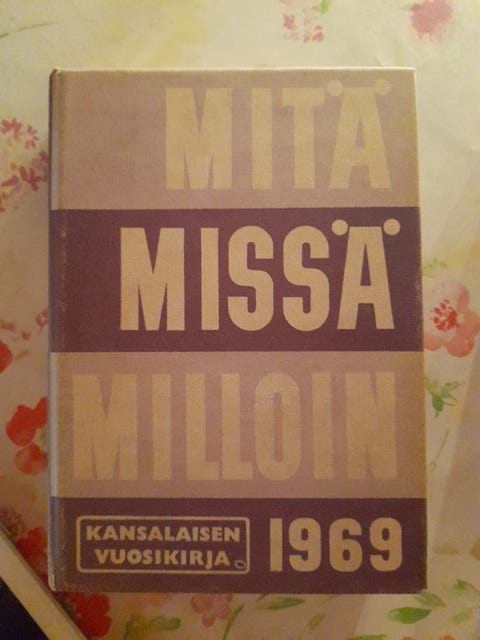 MITÄ
MISSÄ
MILLOIN
KANSALAISEN
VUOSIKIRJA
1969